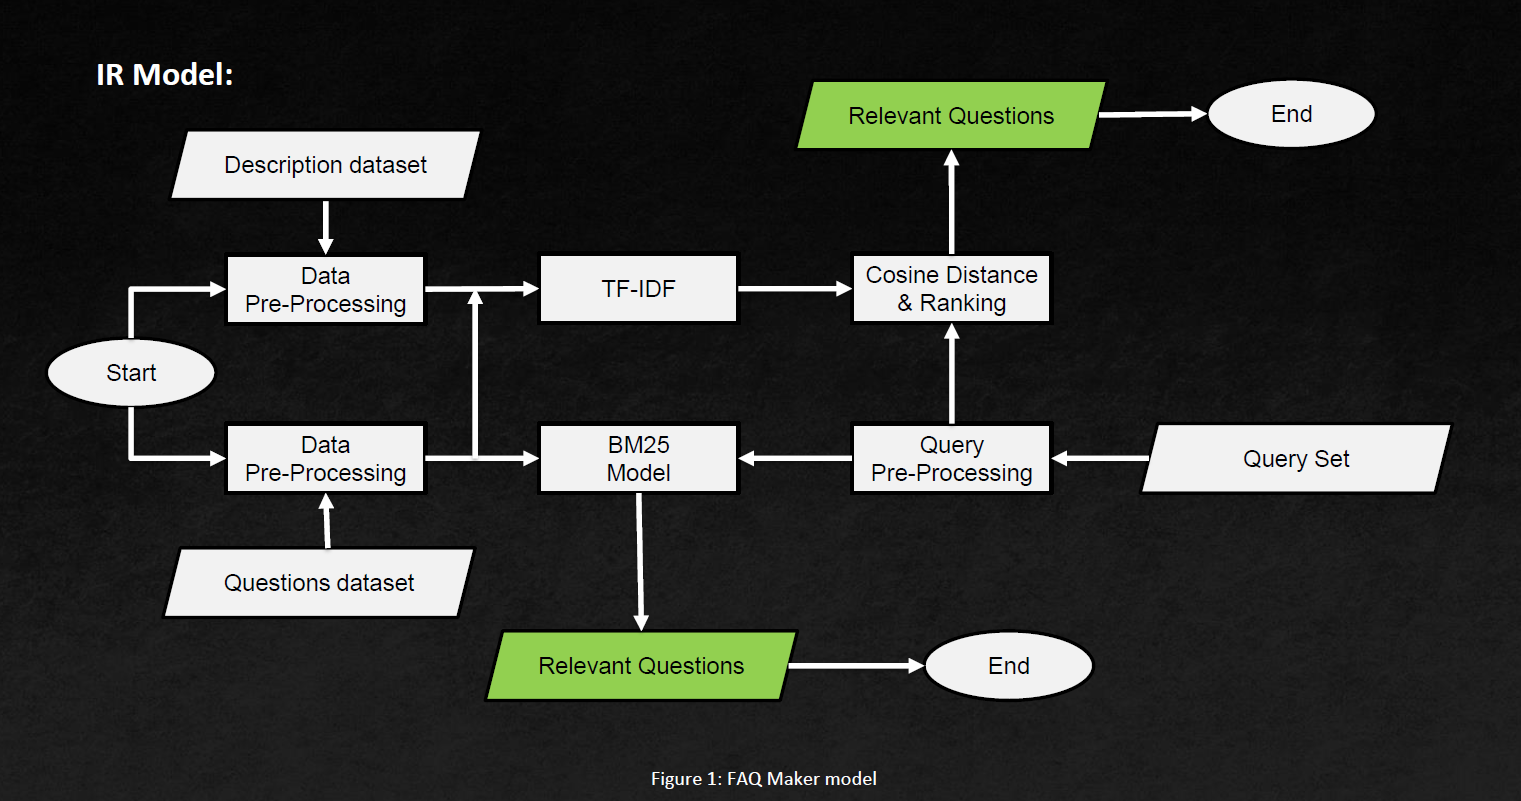 IR Model:
Relevant Questions
End
Description dataset
Data
Pre-Processing
TF-IDF
Cosine Distance
& Ranking
Start
Data
Pre-Processing
BM25
Model
Query
Pre-Processing
Query Set
Questions dataset
Relevant Questions
End
Figure 1: FAQ Maker model